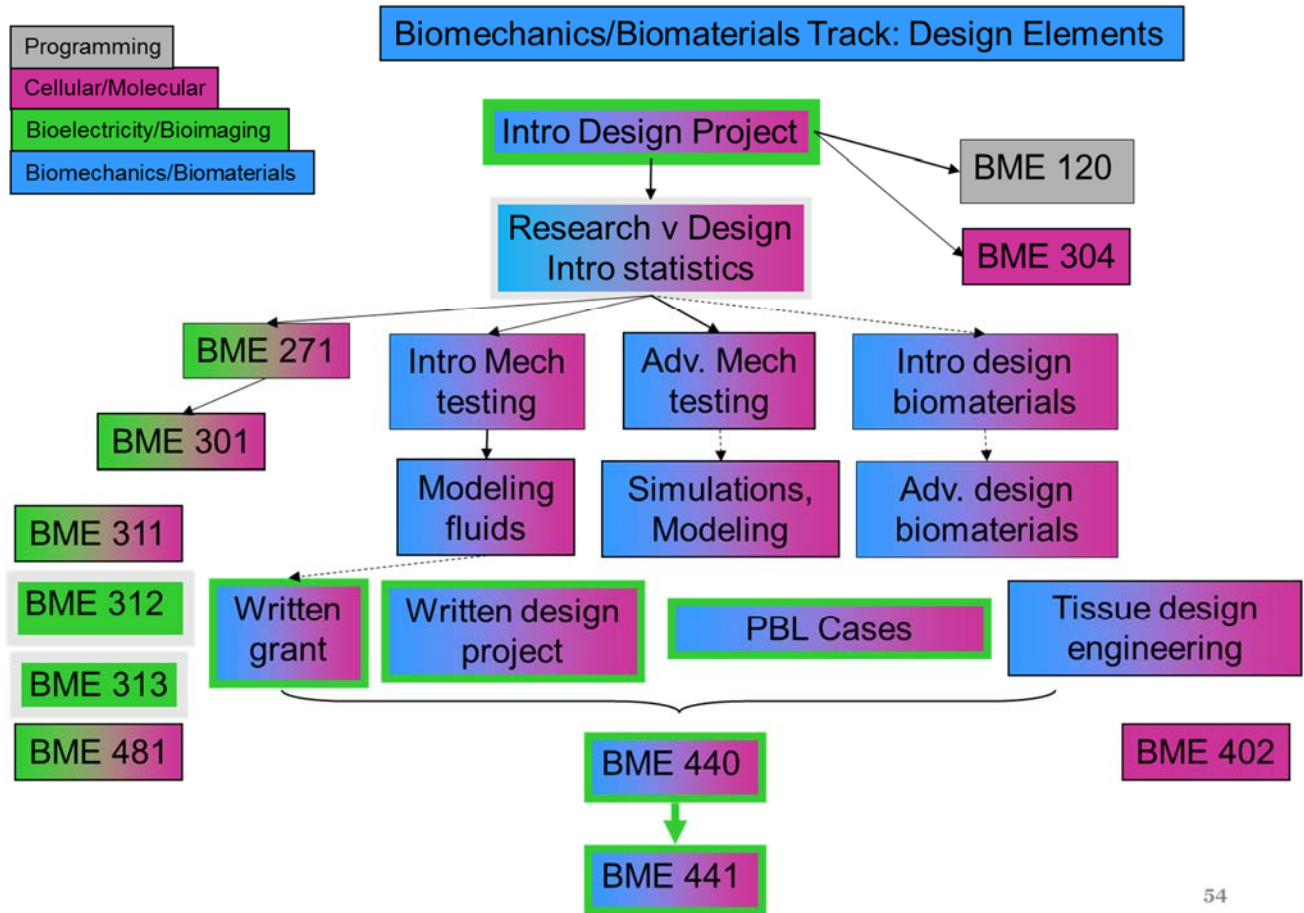 Biomechanics/Biomaterials Track: Design Elements
Programming
Cellular/Molecular
Bioelectricity/Bioimaging
Biomechanics/Biomaterials
Intro Design Project
BME 120
Research v Design
Intro statistics
BME 304
BME 271
Intro Mech
testing
Adv. Mech
testing
Intro design
biomaterials
BME 301
Modeling
fluids
Simulations,
Modeling
Adv. design
biomaterials
BME 311
BME 312
Written
grant
Written design
project
PBL Cases
Tissue design
engineering
BME 313
BME 481
BME 440
BME 402
BME 441
54